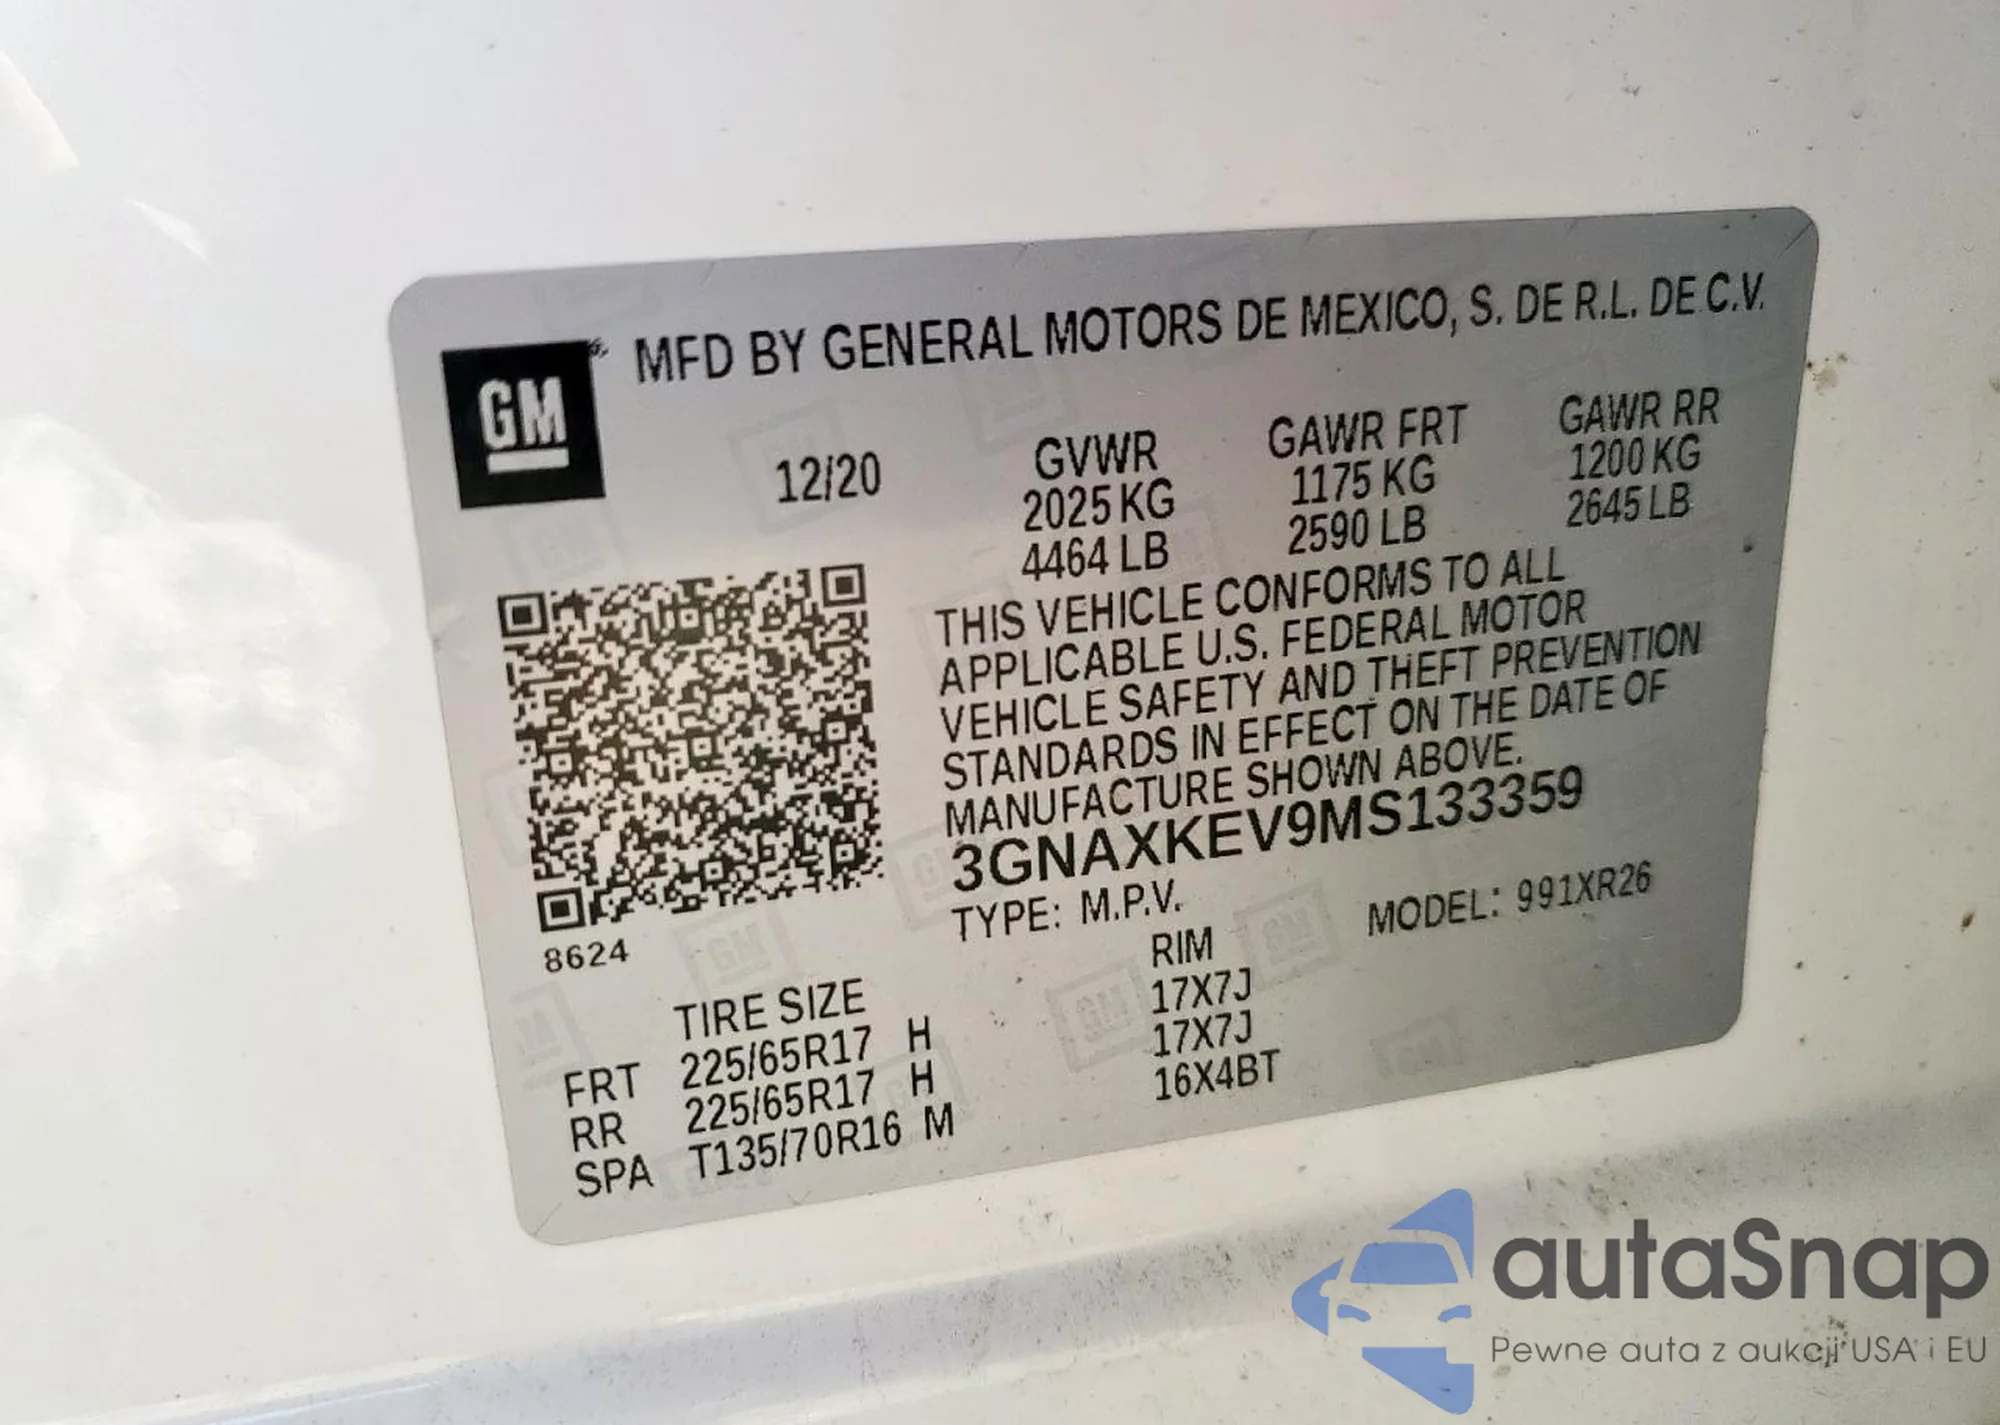 GM
MFD BY GENERAL MOTORS DE MEXICO, S. DE R.L. DE C.V.
12/20
GVWR GAWR FRT GAWR RR
2025 KG 1175 KG 1200 KG
4464 LB 2590 LB 2645 LB
THIS VEHICLE CONFORMS TO ALL
APPLICABLE U.S. FEDERAL MOTOR
VEHICLE SAFETY AND THEFT PREVENTION
STANDARDS IN EFFECT ON THE DATE OF
MANUFACTURE SHOWN ABOVE.
3GNAXKEV9MS133359
TYPE: M.P.V. MODEL: 991XR26
8624
TIRE SIZE RIM
FRT 225/65R17 H 17X7J
RR 225/65R17 H 17X7J
SPA T135/70R16 M 16X4BT
autaSnap
Pewne auta z aukcji USA i EU